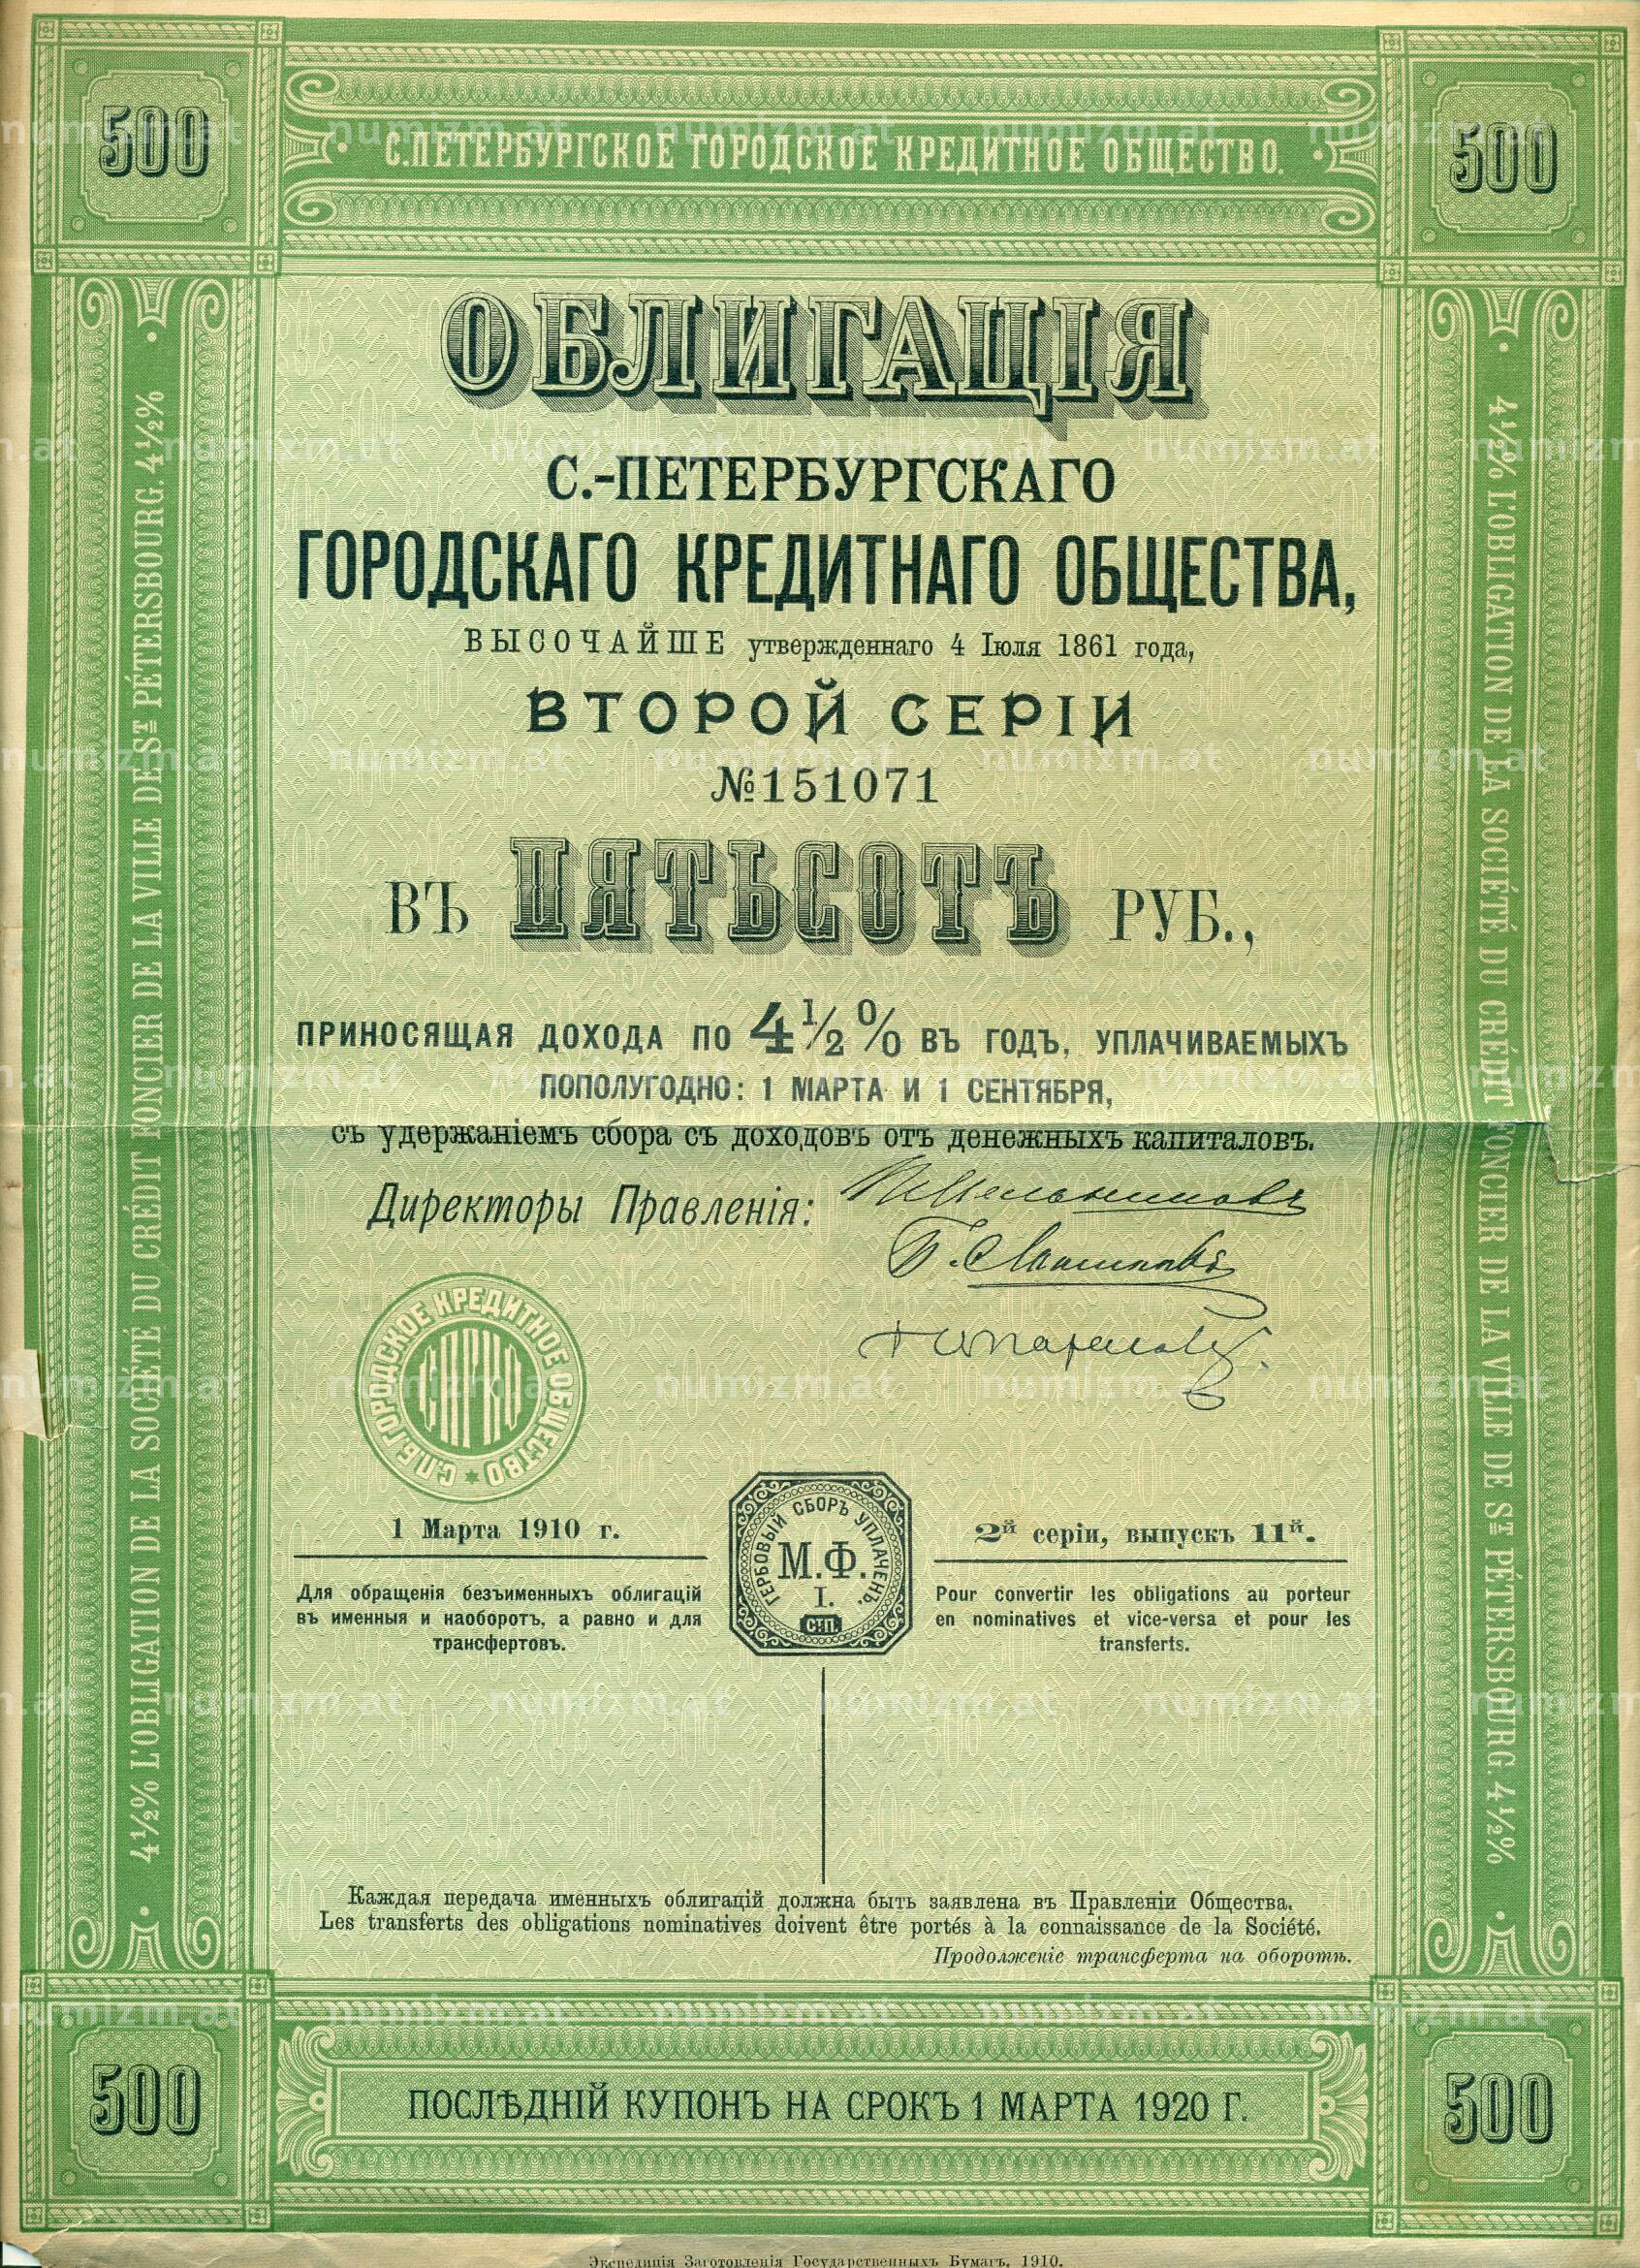 500
С.ПЕТЕРБУРГСКОЕ ГОРОДСКОЕ КРЕДИТНОЕ ОБЩЕСТВО.
500
ОБЛИГАЦІЯ
С.-ПЕТЕРБУРГСКАГО
ГОРОДСКАГО КРЕДИТНАГО ОБЩЕСТВА,
ВЫСОЧАЙШЕ утвержденнаго 4 Іюля 1861 года,
ВТОРОЙ СЕРІИ
№151071
ВЪ ПЯТЬСОТЪ РУБ.,
ПРИНОСЯЩАЯ ДОХОДА ПО 4½% ВЪ ГОДЪ, УПЛАЧИВАЕМЫХЪ
ПОПОЛУГОДНО: 1 МАРТА И 1 СЕНТЯБРЯ,
съ удержаніемъ сбора съ доходовъ отъ денежныхъ капиталовъ.
Директоры Правленія:
С.П.Б. ГОРОДСКОЕ КРЕДИТНОЕ ОБЩЕСТВО
1 Марта 1910 г.
ГЕРБОВЫЙ СБОРЪ УПЛАЧЕНЪ.
М.Ф.
I.
СП.
2й серіи, выпускъ 11й.
Для обращенія безъименныхъ облигацій
въ именныя и наоборотъ, а равно и для
трансфертовъ.
Pour convertir les obligations au porteur
en nominatives et vice-versa et pour les
transferts.
Каждая передача именныхъ облигацій должна быть заявлена въ Правленіи Общества.
Les transferts des obligations nominatives doivent être portés à la connaissance de la Société.
Продолженіе трансферта на оборотѣ.
4½% L'OBLIGATION DE LA SOCIÉTÉ DU CRÉDIT FONCIER DE LA VILLE DE ST PÉTERSBOURG. 4½%
4½% L'OBLIGATION DE LA SOCIÉTÉ DU CRÉDIT FONCIER DE LA VILLE DE ST PÉTERSBOURG. 4½%
500
ПОСЛѢДНІЙ КУПОНЪ НА СРОКЪ 1 МАРТА 1920 Г.
500
Экспедиція Заготовленія Государственныхъ Бумагъ, 1910.
numizm.at